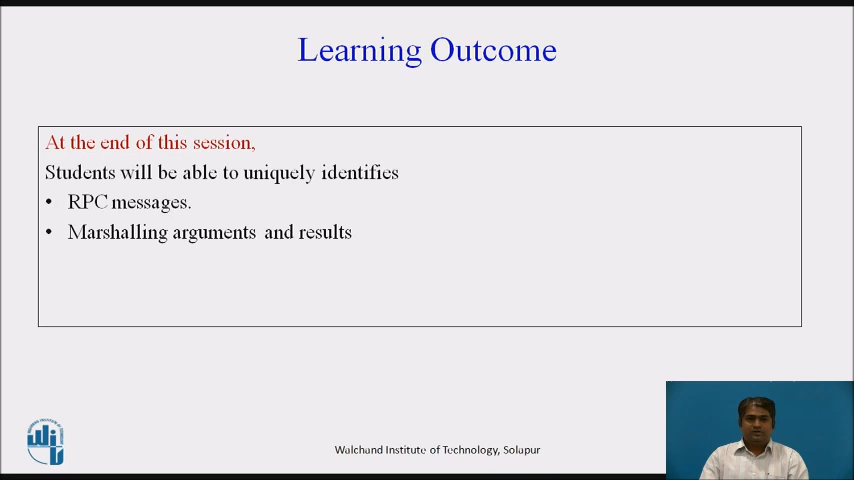 Learning Outcome
At the end of this session,
Students will be able to uniquely identifies
• RPC messages.
• Marshalling arguments and results
Walchand Institute of Technology, Solapur